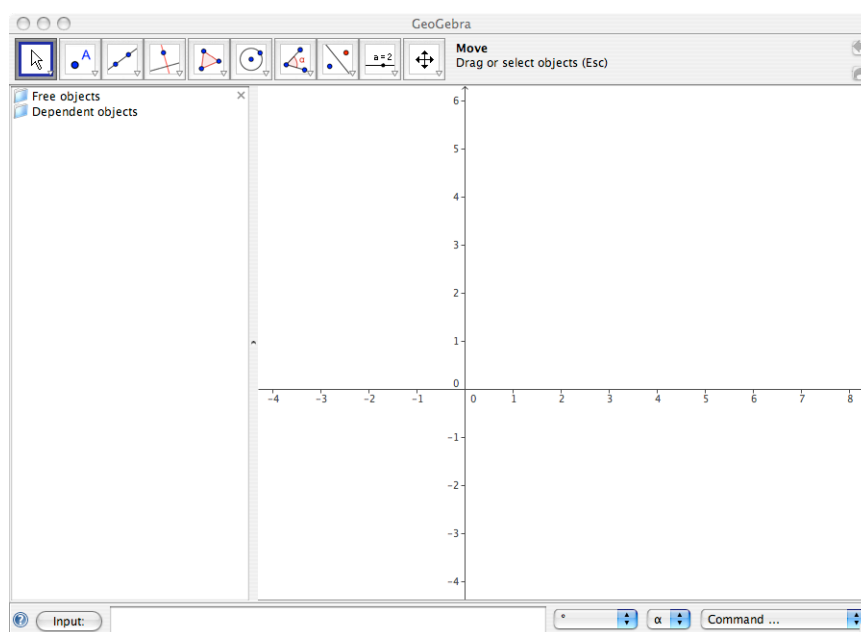 GeoGebra
A
α
a=2
Move
Drag or select objects (Esc)
Free objects
Dependent objects
6
5
4
3
2
1
0
-4 -3 -2 -1 0 1 2 3 4 5 6 7 8
-1
-2
-3
-4
? Input: ° α Command ...